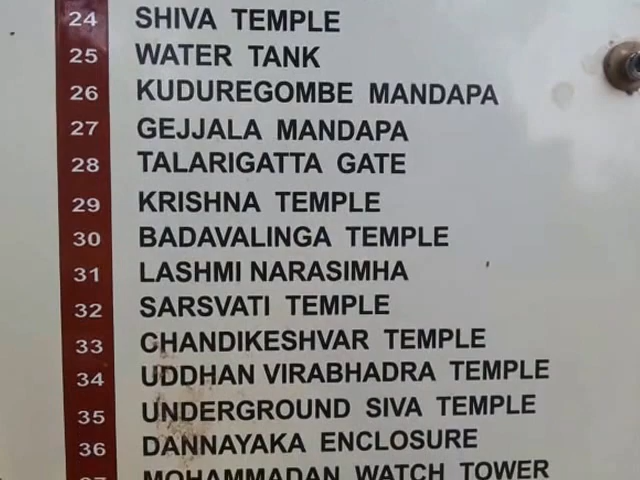 24 SHIVA TEMPLE
25 WATER TANK
26 KUDUREGOMBE MANDAPA
27 GEJJALA MANDAPA
28 TALARIGATTA GATE
29 KRISHNA TEMPLE
30 BADAVALINGA TEMPLE
31 LASHMI NARASIMHA
32 SARSVATI TEMPLE
33 CHANDIKESHVAR TEMPLE
34 UDDHAN VIRABHADRA TEMPLE
35 UNDERGROUND SIVA TEMPLE
36 DANNAYAKA ENCLOSURE
37 MOHAMMADAN WATCH TOWER